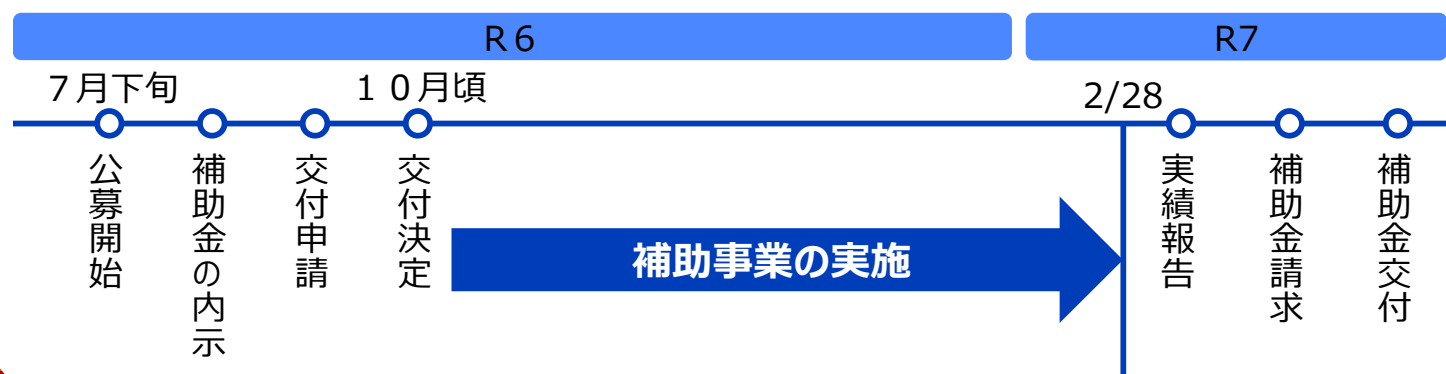 R６
R7
７月下旬
１０月頃
2/28
公募開始
補助金の内示
交付申請
交付決定
補助事業の実施
実績報告
補助金請求
補助金交付